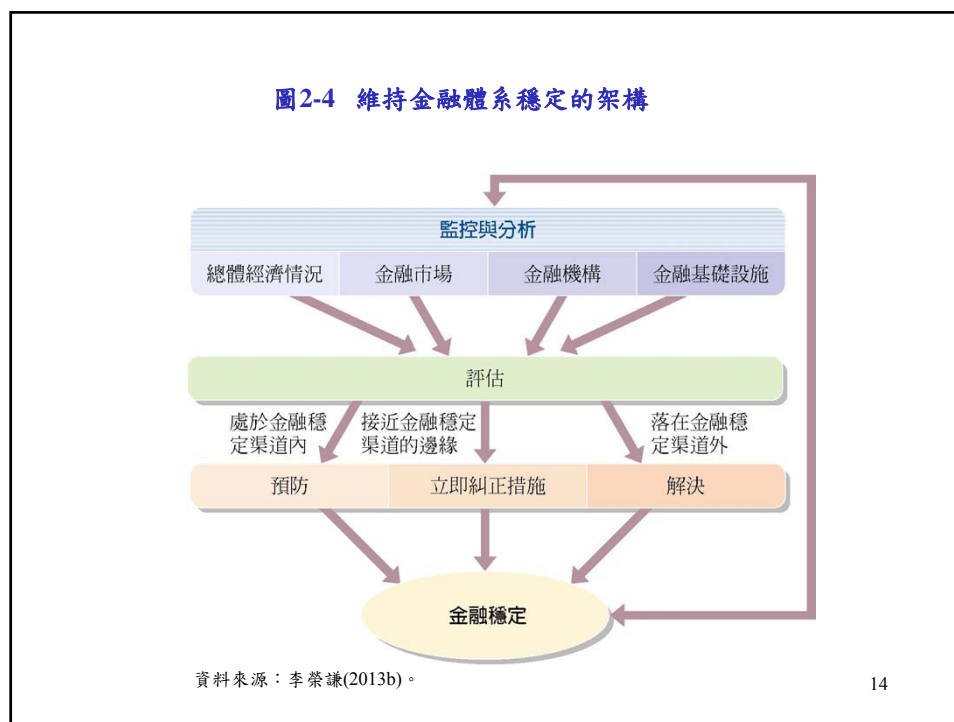 圖2-4 維持金融體系穩定的架構
監控與分析
總體經濟情況 金融市場 金融機構 金融基礎設施
評估
處於金融穩
定渠道內
接近金融穩定
渠道的邊緣
落在金融穩
定渠道外
預防 立即糾正措施 解決
金融穩定
資料來源：李榮謙(2013b)。
14